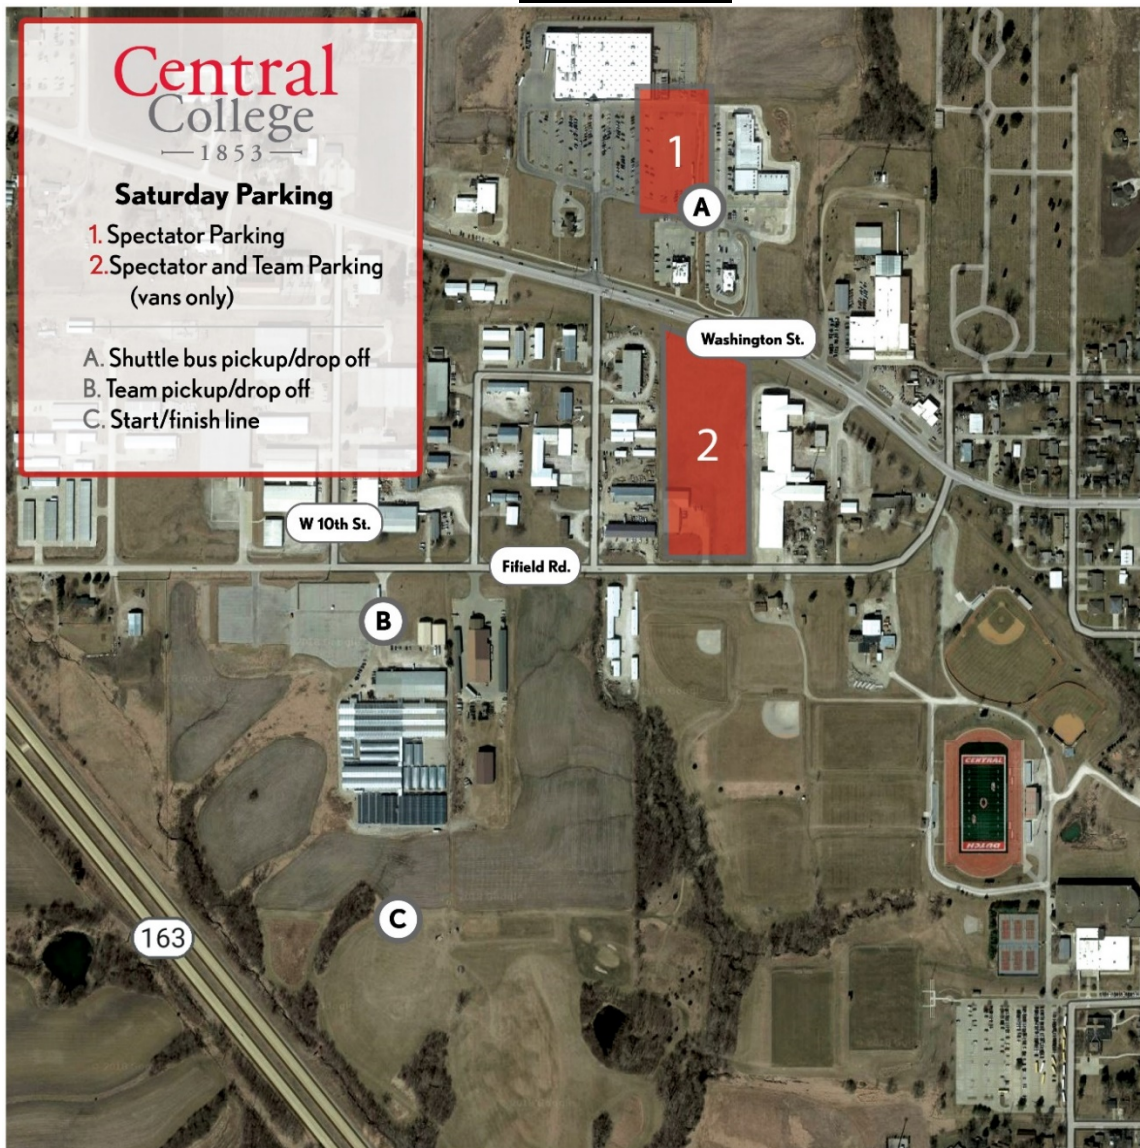 Central
College
1853
Saturday Parking
1. Spectator Parking
2.Spectator and Team Parking
(vans only)
A. Shuttle bus pickup/drop off
B. Team pickup/drop off
C. Start/finish line
1
A
Washington St.
2
W 10th St.
Fifield Rd.
B
CENTRAL
C
DUTCH
C
163